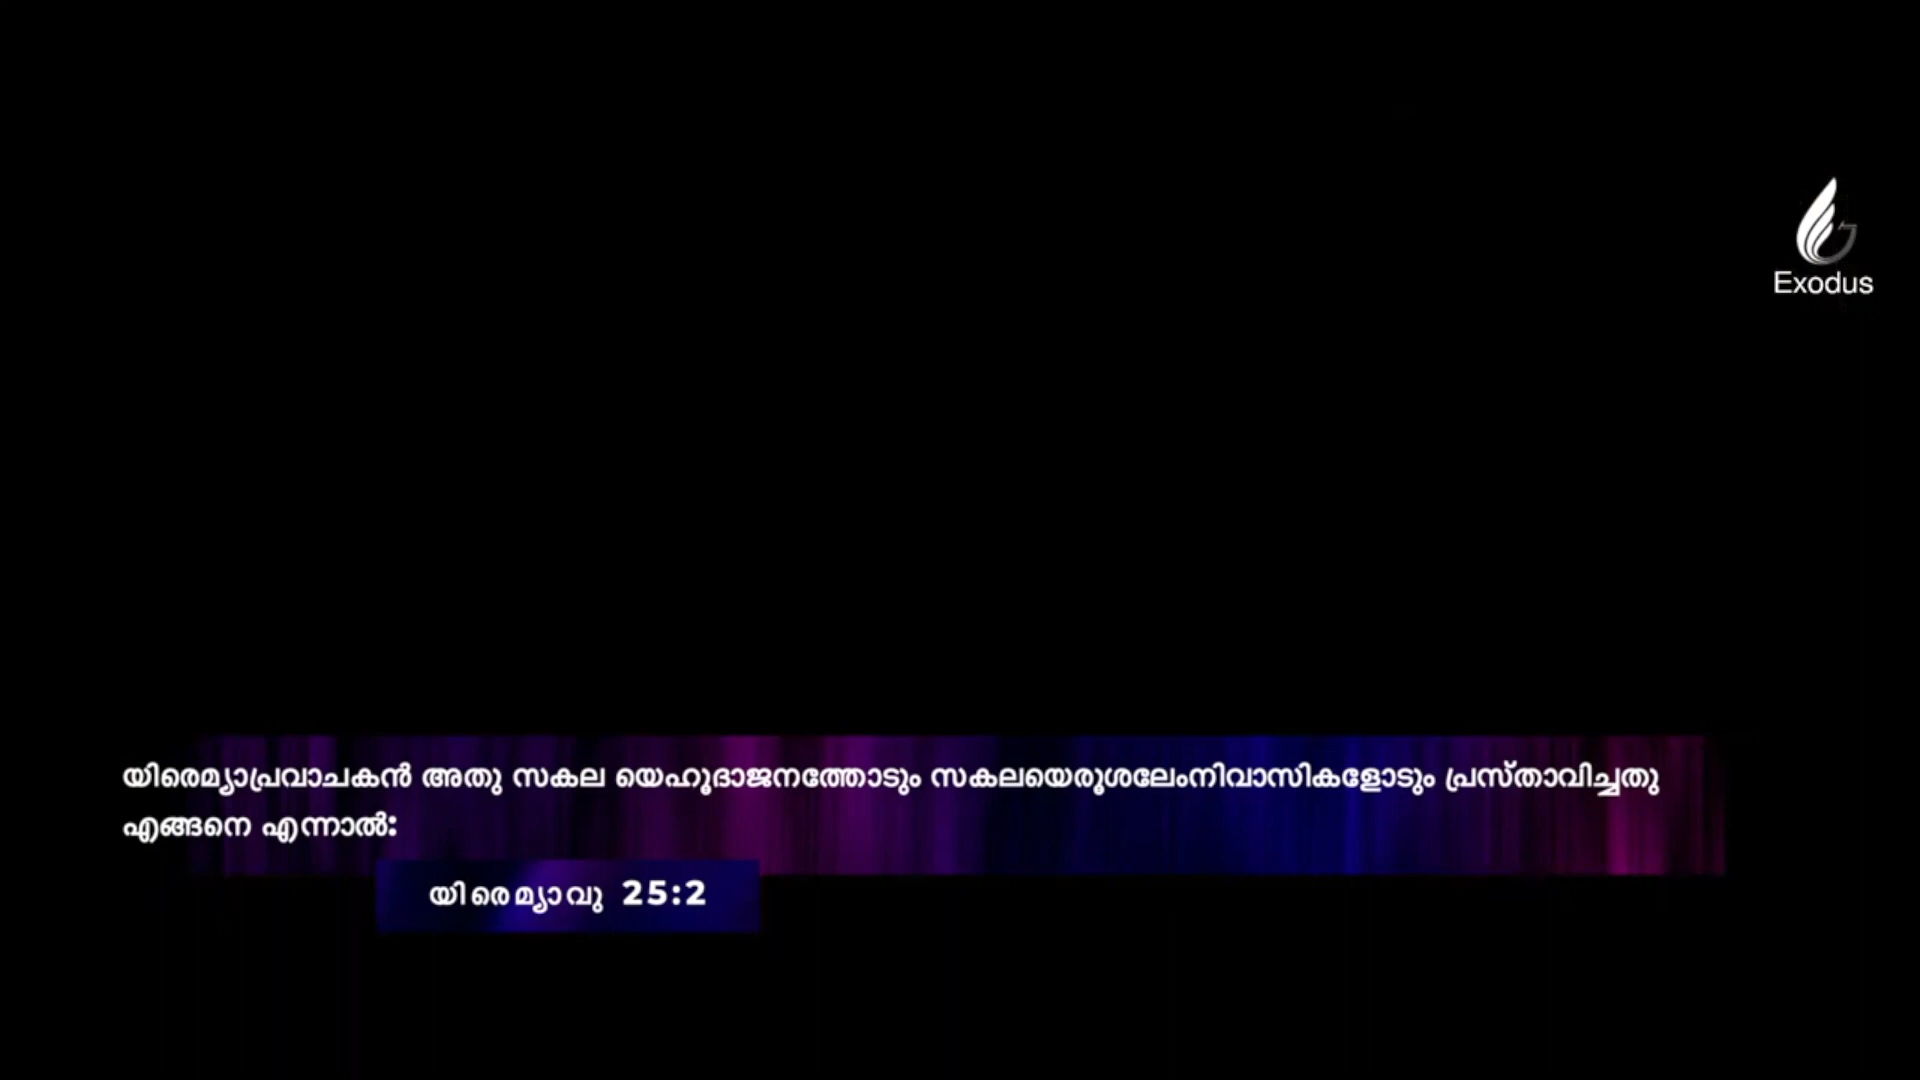 Exodus
യിരെമ്യാപ്രവാചകൻ അതു സകല യെഹൂദാജനത്തോടും സകലയെരൂശലേംനിവാസികളോടും പ്രസ്താവിച്ചതു
എങ്ങനെ എന്നാൽ:
യിരെമ്യാവു 25:2